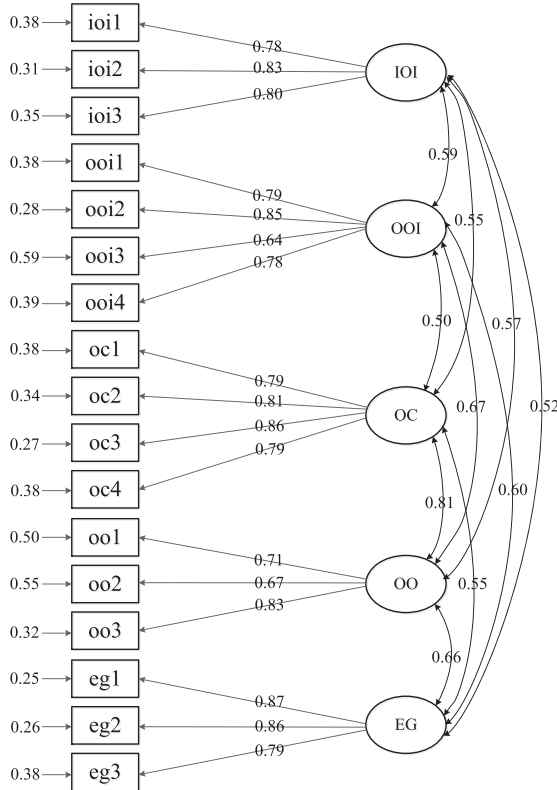 0.38 ioi1
0.78
IOI
0.31 ioi2
0.83
0.35 ioi3
0.80
0.59
0.38 ooi1
0.79
0.28 ooi2
0.85
OOI
0.55
0.59 ooi3
0.64
0.39 ooi4
0.78
0.50
0.57
0.38 oc1
0.79
0.34 oc2
0.81
OC
0.67
0.52
0.27 oc3
0.86
0.38 oc4
0.79
0.81
0.60
0.50 oo1
0.71
0.55 oo2
0.67
OO
0.55
0.32 oo3
0.83
0.66
0.25 eg1
0.87
0.26 eg2
0.86
EG
0.38 eg3
0.79